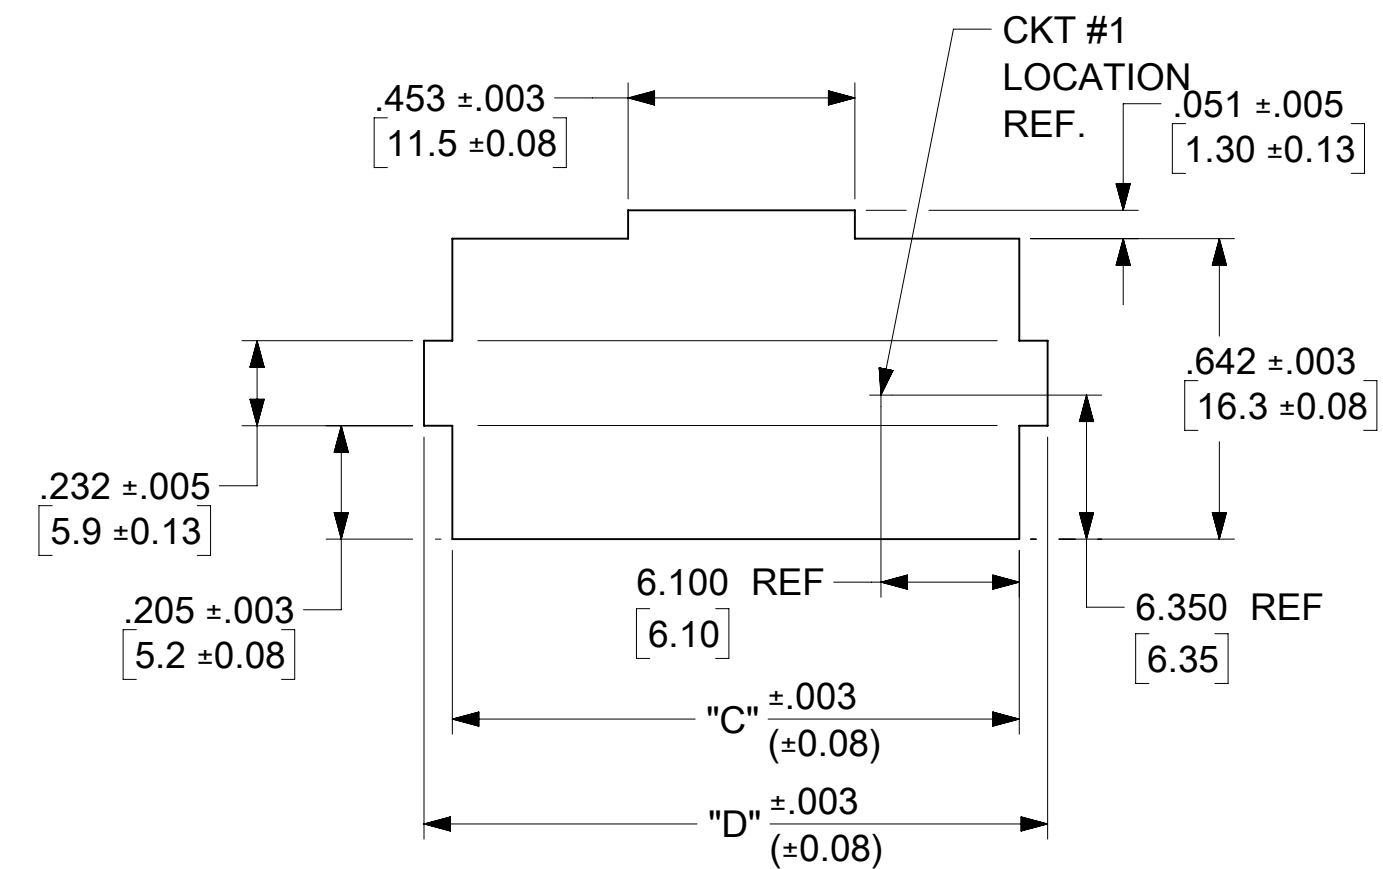 CKT #1
LOCATION
REF.
.453 ±.003
[11.5 ±0.08]
.051 ±.005
[1.30 ±0.13]
.642 ±.003
[16.3 ±0.08]
.232 ±.005
[5.9 ±0.13]
.205 ±.003
[5.2 ±0.08]
6.100 REF
[6.10]
6.350 REF
[6.35]
"C" ±.003
(±0.08)
"D" ±.003
(±0.08)